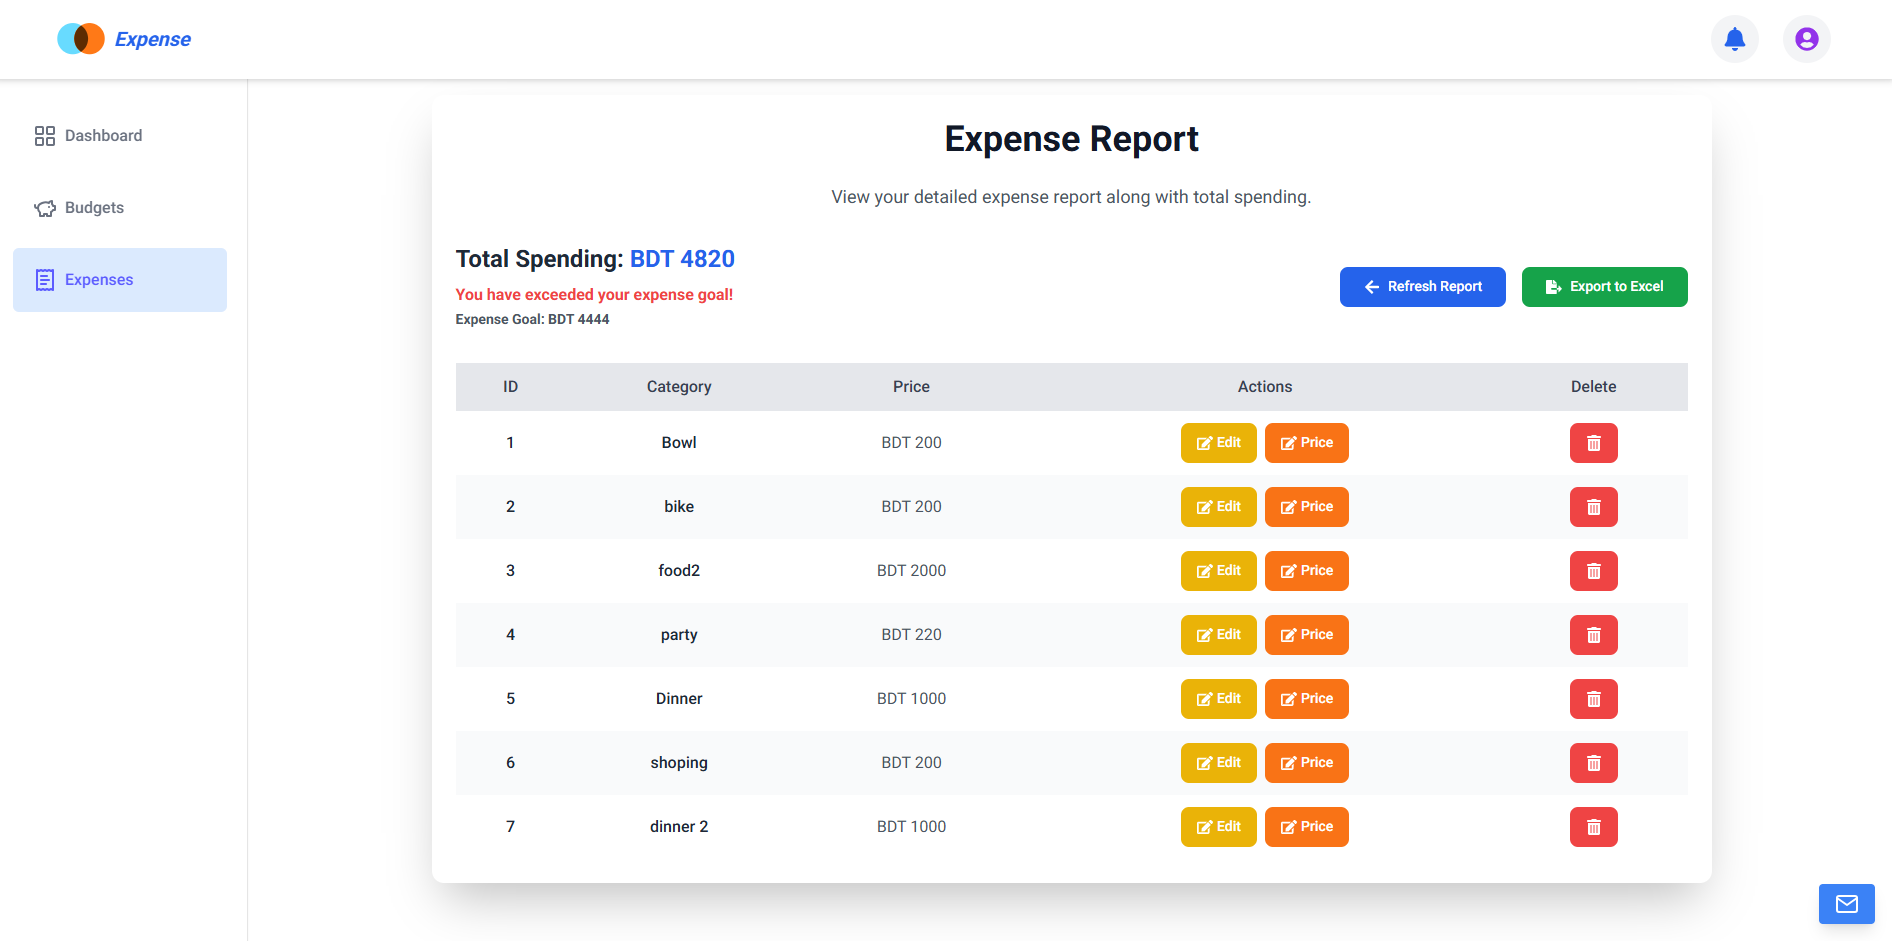 Expense
Dashboard
Budgets
Expenses
Expense Report
View your detailed expense report along with total spending.
Total Spending: BDT 4820
You have exceeded your expense goal!
Expense Goal: BDT 4444
Refresh Report
Export to Excel
ID Category Price Actions Delete
1 Bowl BDT 200 Edit Price
2 bike BDT 200 Edit Price
3 food2 BDT 2000 Edit Price
4 party BDT 220 Edit Price
5 Dinner BDT 1000 Edit Price
6 shoping BDT 200 Edit Price
7 dinner 2 BDT 1000 Edit Price